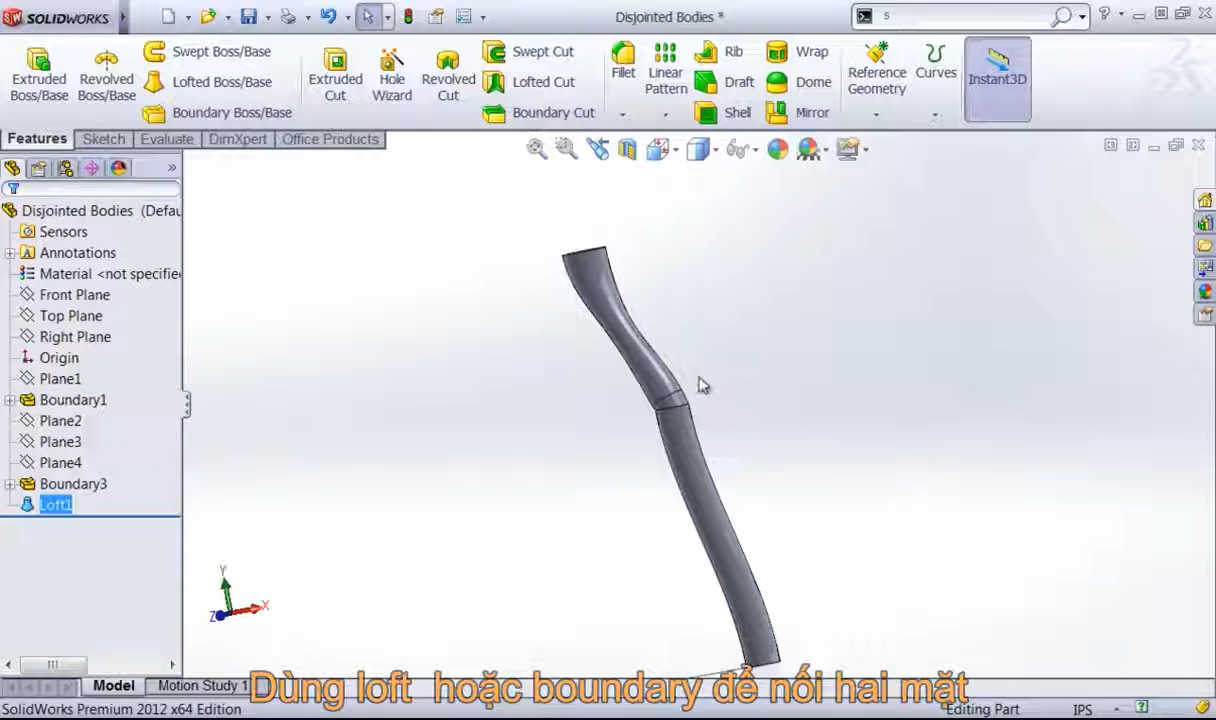 SOLIDWORKS
Disjointed Bodies *
s
Extruded Boss/Base
Revolved Boss/Base
Swept Boss/Base
Lofted Boss/Base
Boundary Boss/Base
Extruded Cut
Hole Wizard
Revolved Cut
Swept Cut
Lofted Cut
Boundary Cut
Fillet
Linear Pattern
Rib
Draft
Shell
Wrap
Dome
Mirror
Reference Geometry
Curves
Instant3D
Features
Sketch
Evaluate
DimXpert
Office Products
Disjointed Bodies (Defau
Sensors
Annotations
Material <not specifie
Front Plane
Top Plane
Right Plane
Origin
Plane1
Boundary1
Plane2
Plane3
Plane4
Boundary3
Loft1
Y
X
Z
Model
Motion Study 1
Dùng loft hoặc boundary để nối hai mặt
SolidWorks Premium 2012 x64 Edition
Editing Part
IPS